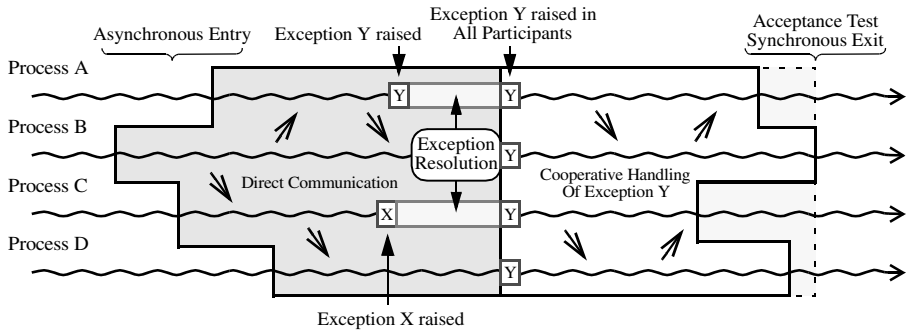 Asynchronous Entry
Exception Y raised
Exception Y raised in
All Participants
Acceptance Test
Synchronous Exit
Process A
Y
Y
Process B
Exception
Resolution
Y
Direct Communication
Cooperative Handling
Of Exception Y
Process C
X
Y
Process D
Y
Exception X raised